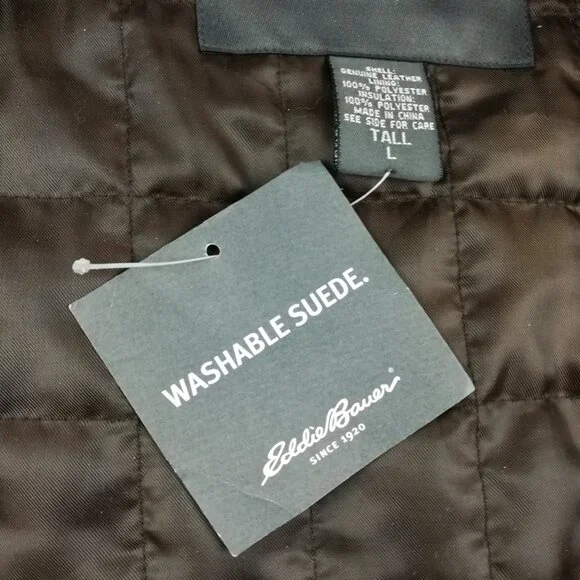 SHELL:
GENUINE LEATHER
LINING:
100% POLYESTER
INSULATION:
100% POLYESTER
MADE IN CHINA
SEE SIDE FOR CARE
TALL
L
WASHABLE SUEDE.
Eddie Bauer®
SINCE 1920